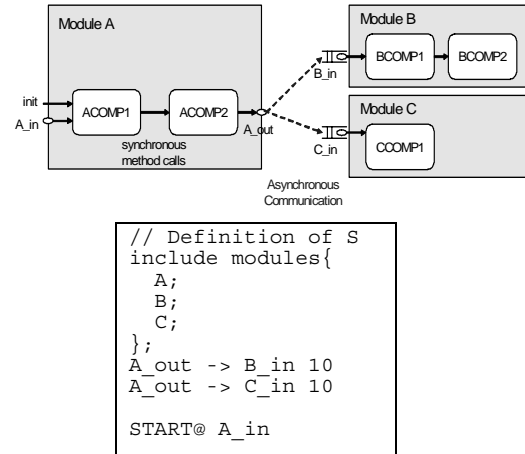 Module A
Module B
init
A_in
ACOMP1
ACOMP2
A_out
synchronous
method calls
B_in
BCOMP1
BCOMP2
Module C
C_in
CCOMP1
Asynchronous
Communication
// Definition of S
include modules{
A;
B;
C;
};
A_out -> B_in 10
A_out -> C_in 10
START@ A_in